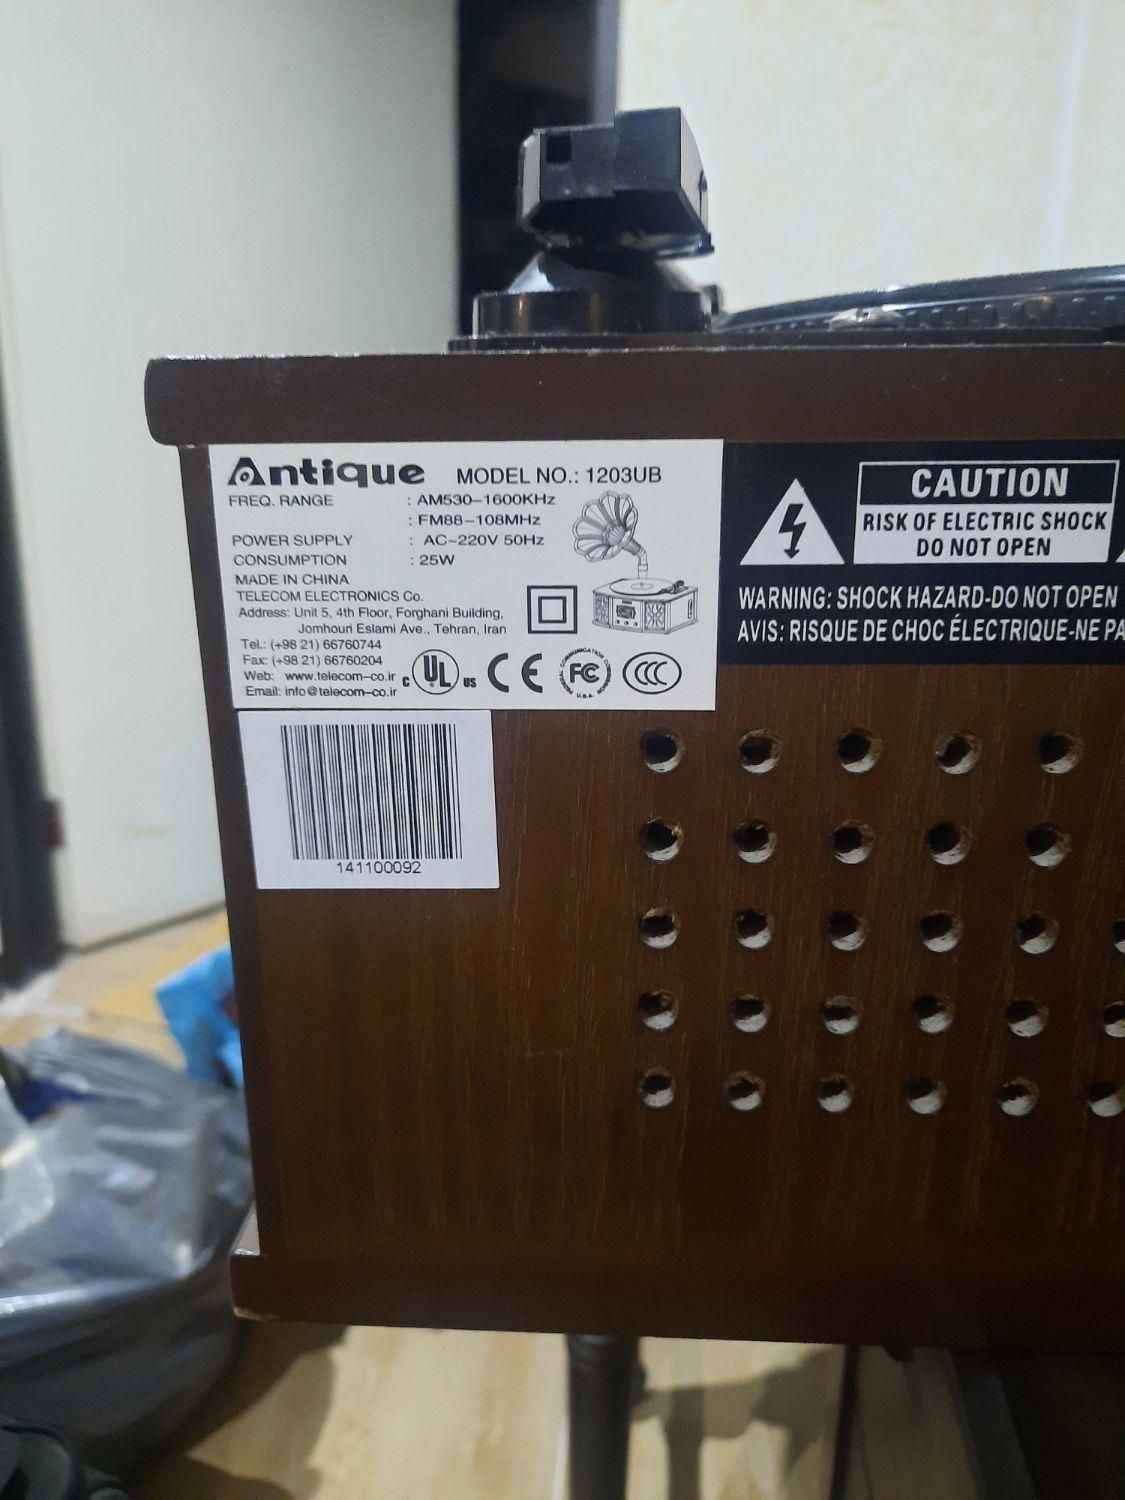 Antique MODEL NO.: 1203UB
FREQ. RANGE : AM530-1600KHz
: FM88-108MHz
POWER SUPPLY : AC~220V 50Hz
CONSUMPTION : 25W
MADE IN CHINA
TELECOM ELECTRONICS Co.
Address: Unit 5, 4th Floor, Forghani Building,
Jomhouri Eslami Ave., Tehran, Iran
Tel.: (+98 21) 66760744
Fax: (+98 21) 66760204
Web: www.telecom-co.ir
Email: info@telecom-co.ir
C UL US CE FC CCC
FEDERAL COMMUNICATION COMMISSION U.S.A.
141100092
CAUTION
RISK OF ELECTRIC SHOCK
DO NOT OPEN
WARNING: SHOCK HAZARD-DO NOT OPEN
AVIS: RISQUE DE CHOC ÉLECTRIQUE-NE PA